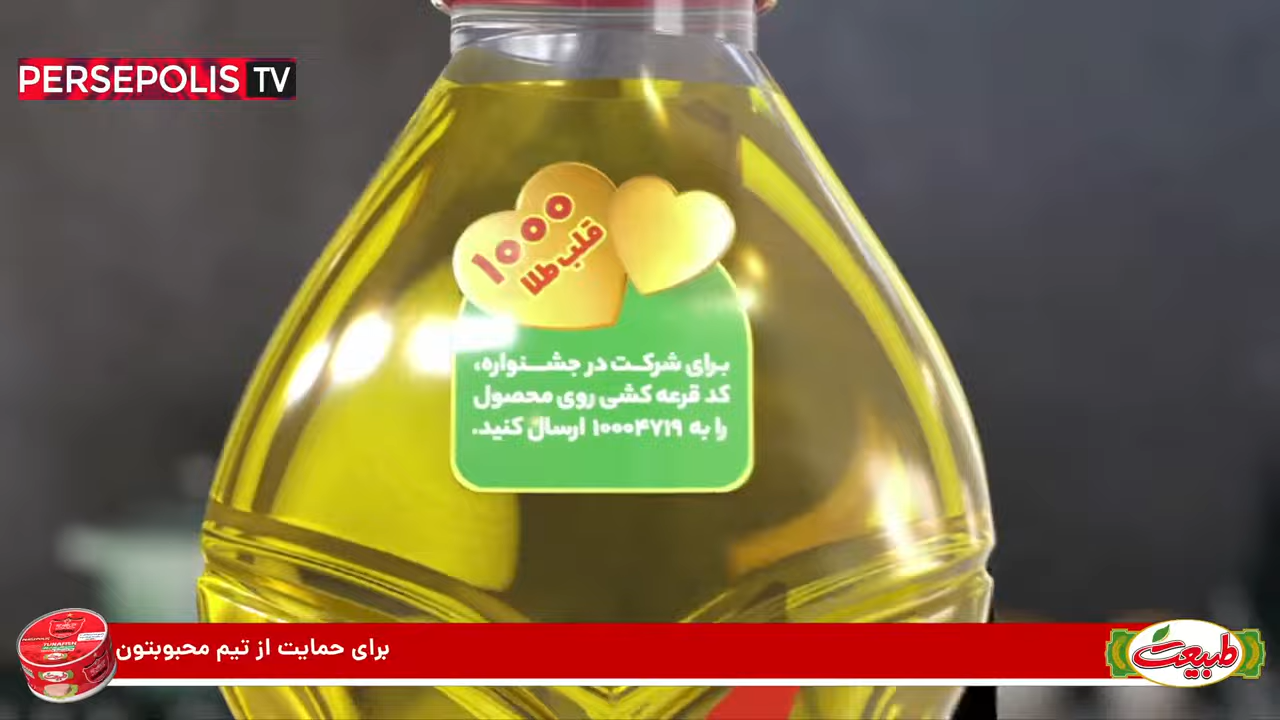 PERSEPOLIS TV
۱۰۰۰
قلب طلا
برای شرکت در جشنواره،
کد قرعه کشی روی محصول
را به ۱۰۰۰۴۷۱۹ ارسال کنید.
برای حمایت از تیم محبوبتون
طبیعت